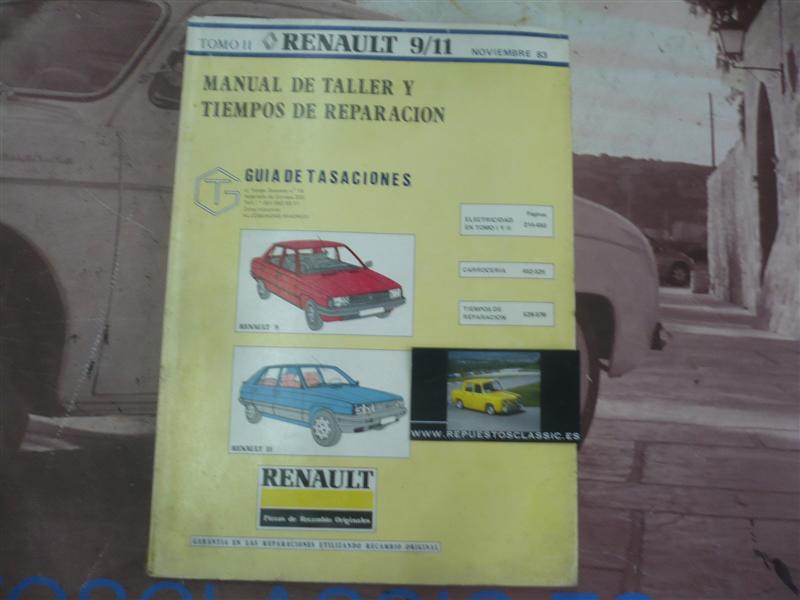 TOMO II RENAULT 9/11 NOVIEMBRE 83
MANUAL DE TALLER Y
TIEMPOS DE REPARACION
TG
GUIA DE TASACIONES
Páginas
ELECTRICIDAD
EN TOMO I Y II
CARROCERIA
TIEMPOS DE
REPARACION
RENAULT 9
RENAULT 11
WWW.REPUESTOSCLASSIC.ES
RENAULT
Piezas de Recambio Originales
GARANTIA EN LAS REPARACIONES UTILIZANDO RECAMBIO ORIGINAL